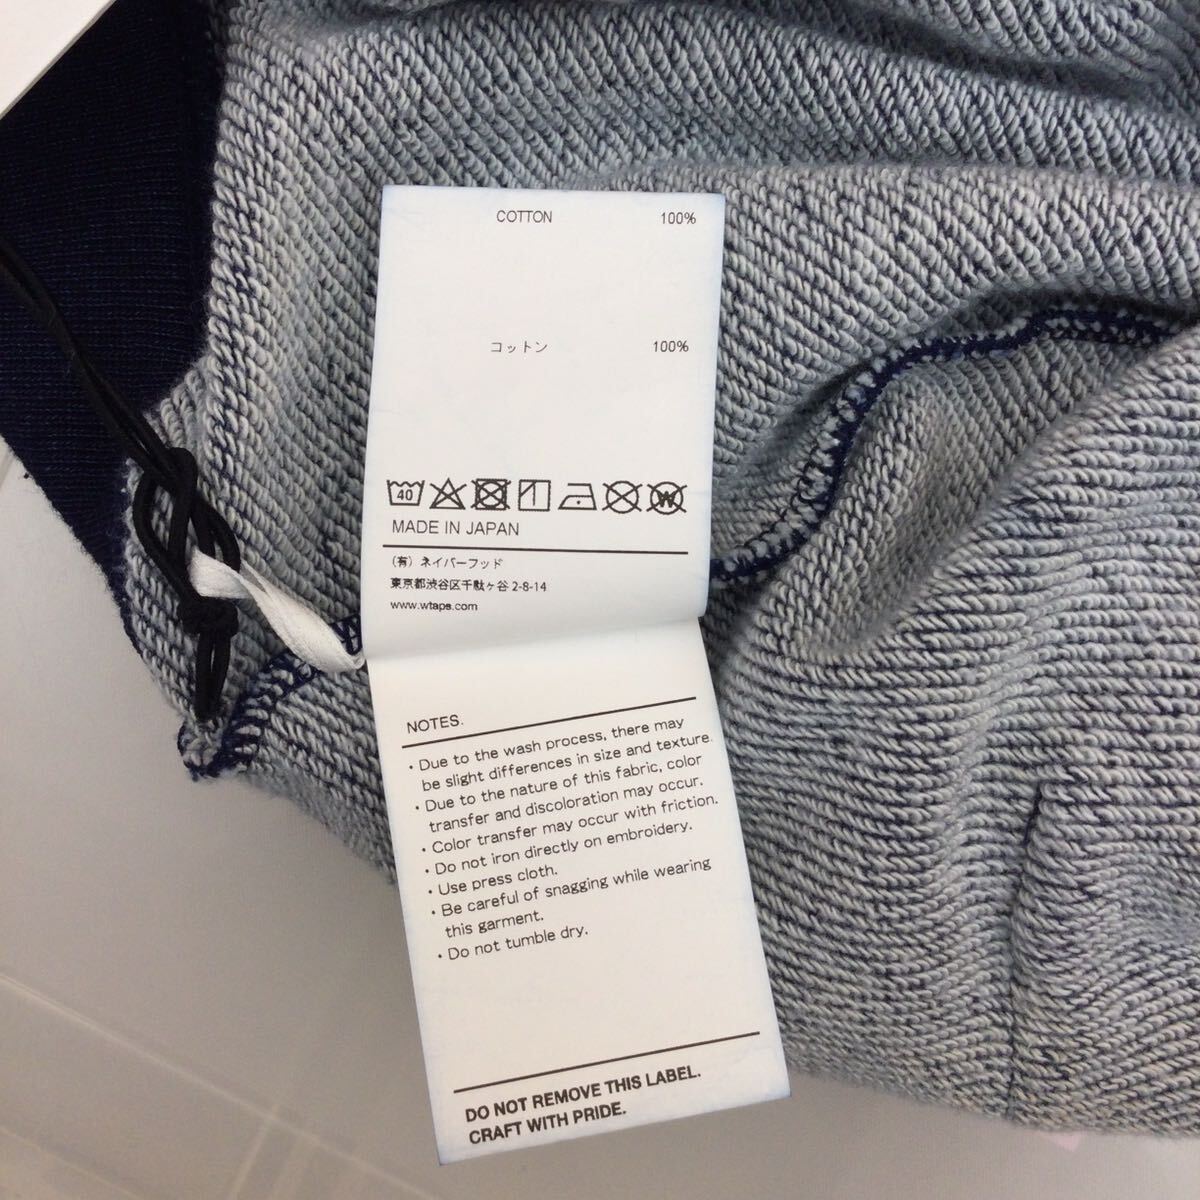 COTTON 100%
コットン 100%
40
W
MADE IN JAPAN
(有) ネイバーフッド
東京都渋谷区千駄ヶ谷 2-8-14
www.wtaps.com
NOTES.
・Due to the wash process, there may
be slight differences in size and texture.
・Due to the nature of this fabric, color
transfer and discoloration may occur.
・Color transfer may occur with friction.
・Do not iron directly on embroidery.
・Use press cloth.
・Be careful of snagging while wearing
this garment.
・Do not tumble dry.
DO NOT REMOVE THIS LABEL.
CRAFT WITH PRIDE.